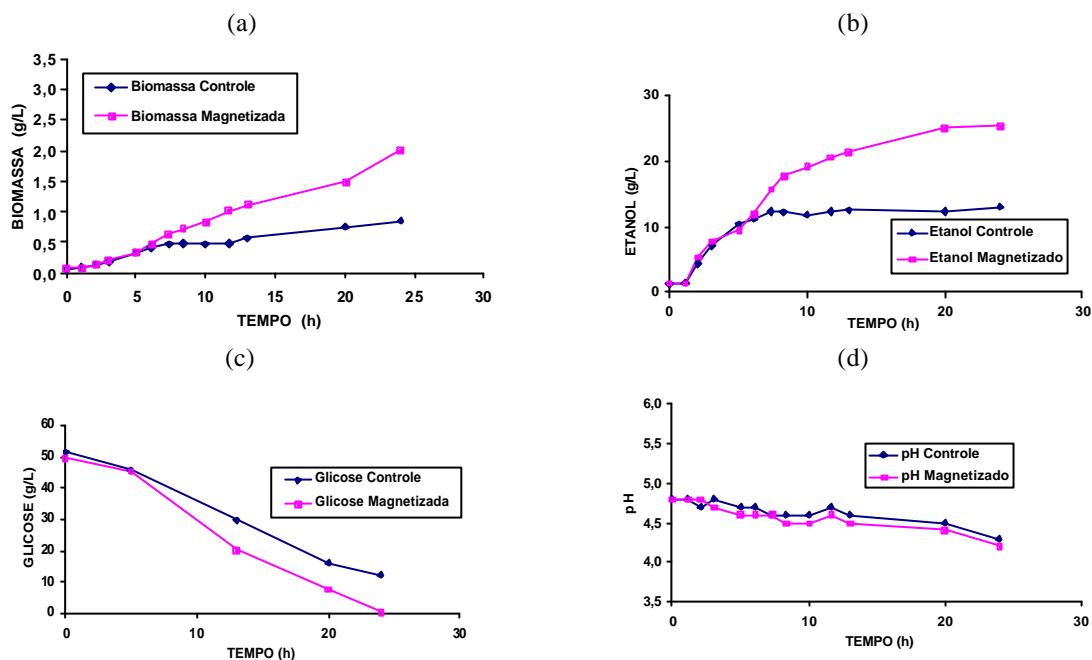 (a)
3,5
3,0
2,5
2,0
1,5
1,0
0,5
0,0
BIOMASSA (g/L)
Biomassa Controle
Biomassa Magnetizada
0 5 10 15 20 25 30
TEMPO (h)
(b)
30
20
10
0
ETANOL (g/L)
Etanol Controle
Etanol Magnetizado
0 10 20 30
TEMPO (h)
(c)
60
50
40
30
20
10
0
GLICOSE (g/L)
Glicose Controle
Glicose Magnetizada
0 10 20 30
TEMPO (h)
(d)
6,0
5,5
5,0
4,5
4,0
3,5
pH
pH Controle
pH Magnetizado
0 10 20 30
TEMPO (h)